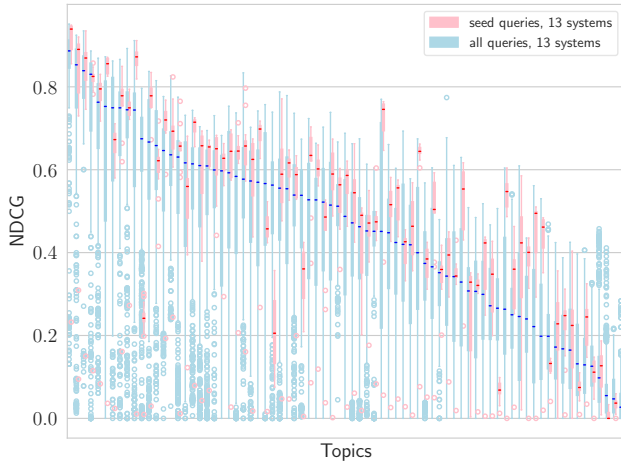 seed queries, 13 systems
all queries, 13 systems
NDCG
0.8
0.6
0.4
0.2
0.0
Topics